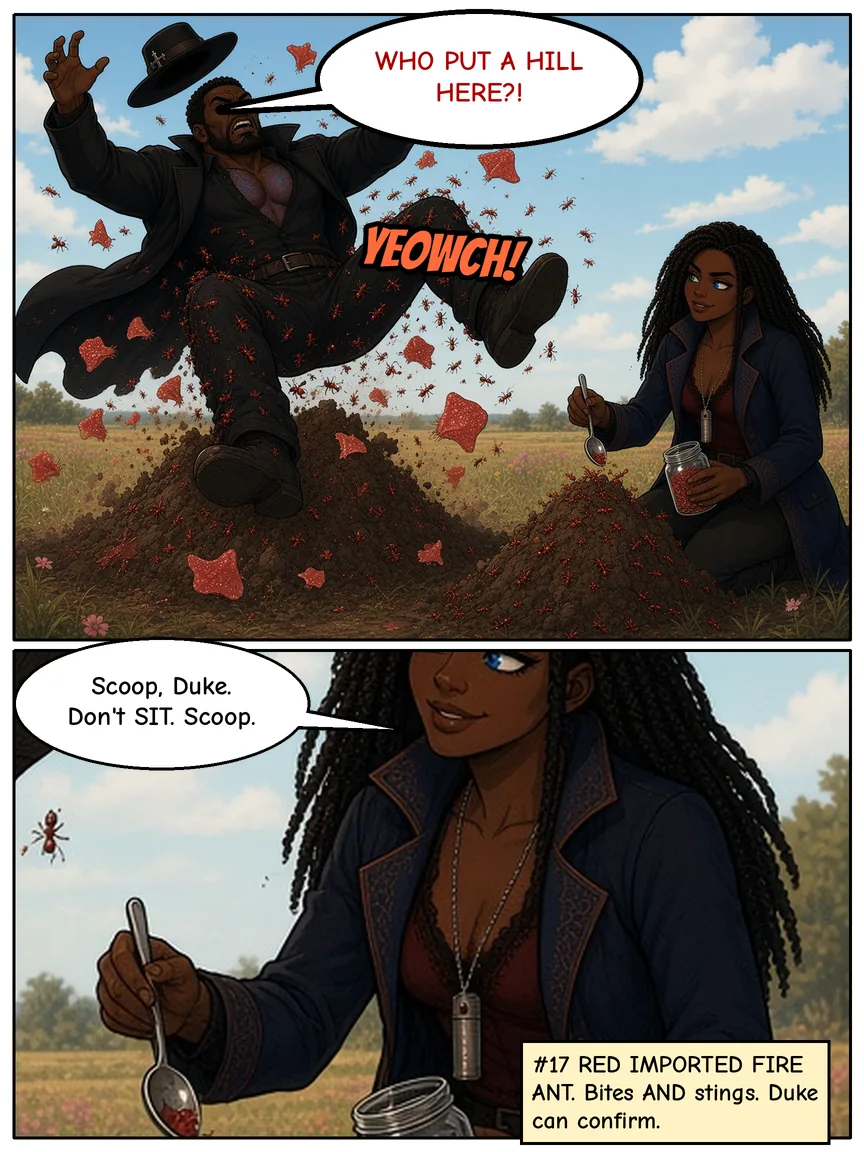 WHO PUT A HILL
HERE?!
YEOWCH!
Scoop, Duke.
Don't SIT. Scoop.
#17 RED IMPORTED FIRE
ANT. Bites AND stings. Duke
can confirm.